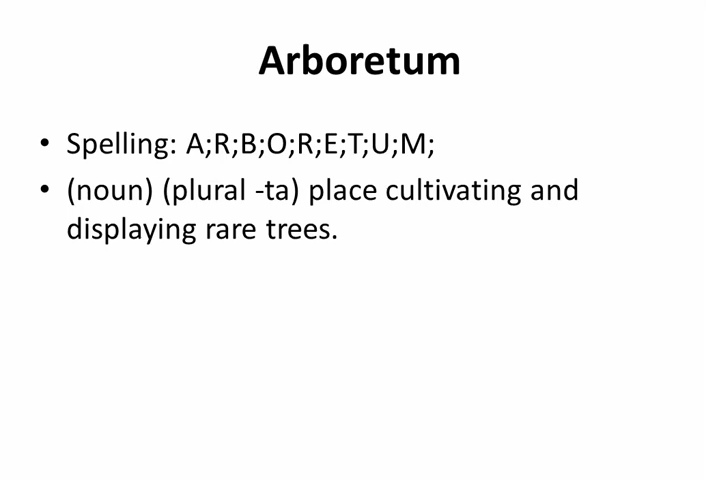 Arboretum
• Spelling: A;R;B;O;R;E;T;U;M;
• (noun) (plural -ta) place cultivating and
displaying rare trees.